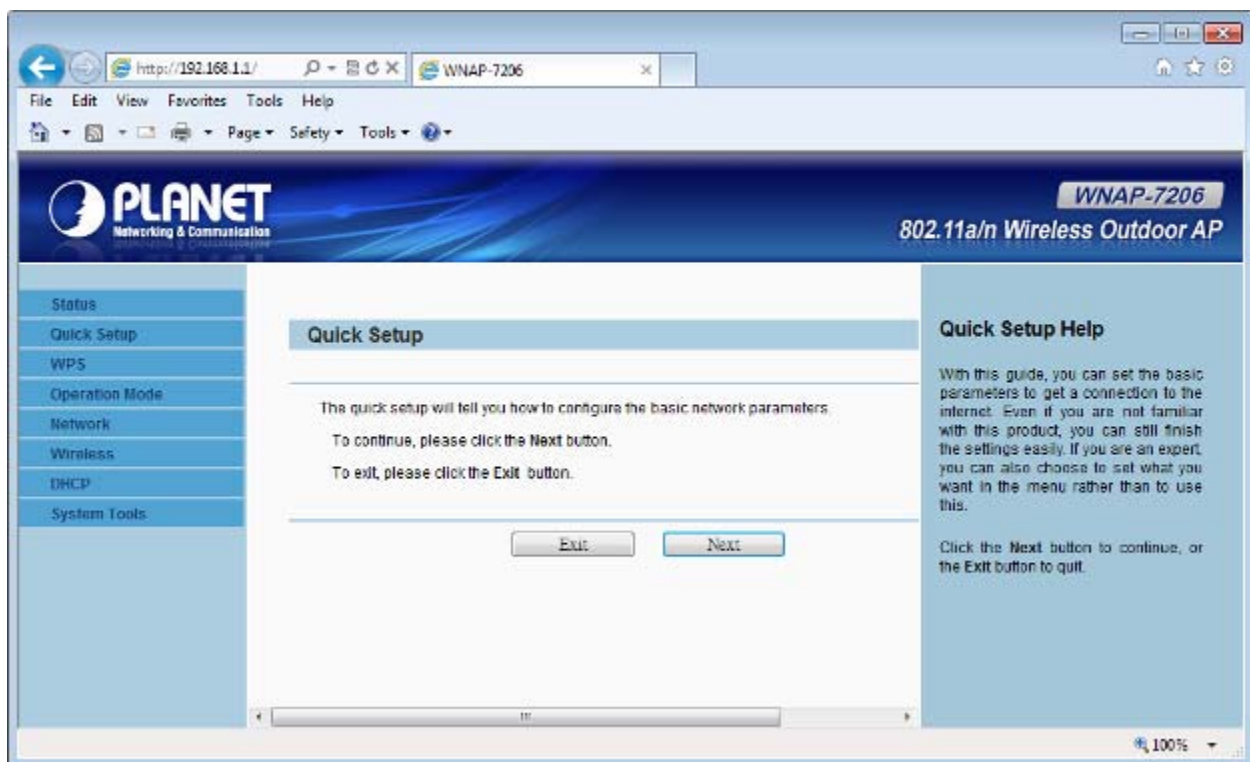 http://192.168.1.1/
WNAP-7206
File Edit View Favorites Tools Help
Page Safety Tools
PLANET
Networking & Communication
WNAP-7206
802.11a/n Wireless Outdoor AP
Status
Quick Setup
WPS
Operation Mode
Network
Wireless
DHCP
System Tools
Quick Setup
The quick setup will tell you how to configure the basic network parameters.
To continue, please click the Next button.
To exit, please click the Exit button.
Exit
Next
Quick Setup Help
With this guide, you can set the basic
parameters to get a connection to the
internet. Even if you are not familiar
with this product, you can still finish
the settings easily. If you are an expert,
you can also choose to set what you
want in the menu rather than to use
this.
Click the Next button to continue, or
the Exit button to quit.
100%